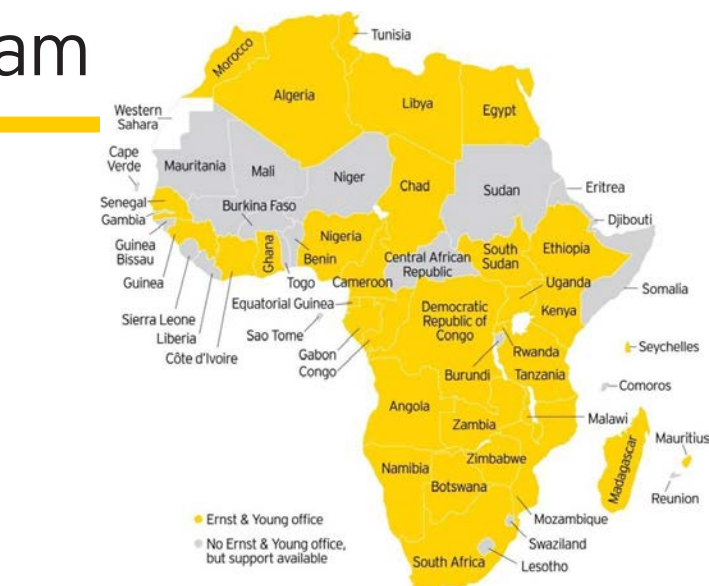 am
Tunisia
Morocco
Algeria
Libya
Egypt
Western
Sahara
Cape
Verde
Mauritania
Mali
Niger
Chad
Sudan
Eritrea
Senegal
Gambia
Burkina Faso
Djibouti
Guinea
Bissau
Ghana
Nigeria
Benin
Central African
Republic
South
Sudan
Ethiopia
Guinea
Togo
Cameroon
Uganda
Somalia
Equatorial Guinea
Democratic
Republic of
Congo
Kenya
Sierra Leone
Liberia
Côte d'Ivoire
Sao Tome
Gabon
Congo
Rwanda
Burundi
Tanzania
Seychelles
Comoros
Angola
Zambia
Malawi
Mauritius
Zimbabwe
Namibia
Botswana
Madagascar
Reunion
Mozambique
Swaziland
Lesotho
South Africa
Ernst & Young office
No Ernst & Young office,
but support available